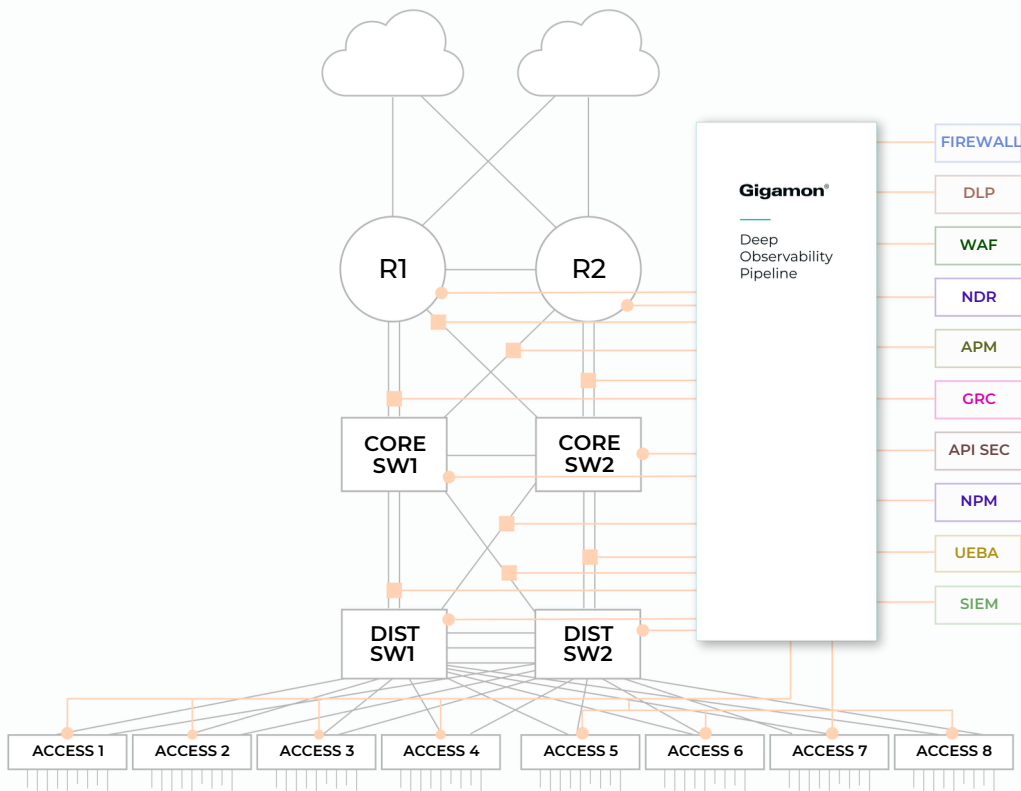 FIREWALL
Gigamon®
DLP
Deep
Observability
Pipeline
WAF
R1
R2
NDR
APM
GRC
CORE
SW1
CORE
SW2
API SEC
NPM
UEBA
SIEM
DIST
SW1
DIST
SW2
ACCESS 1
ACCESS 2
ACCESS 3
ACCESS 4
ACCESS 5
ACCESS 6
ACCESS 7
ACCESS 8